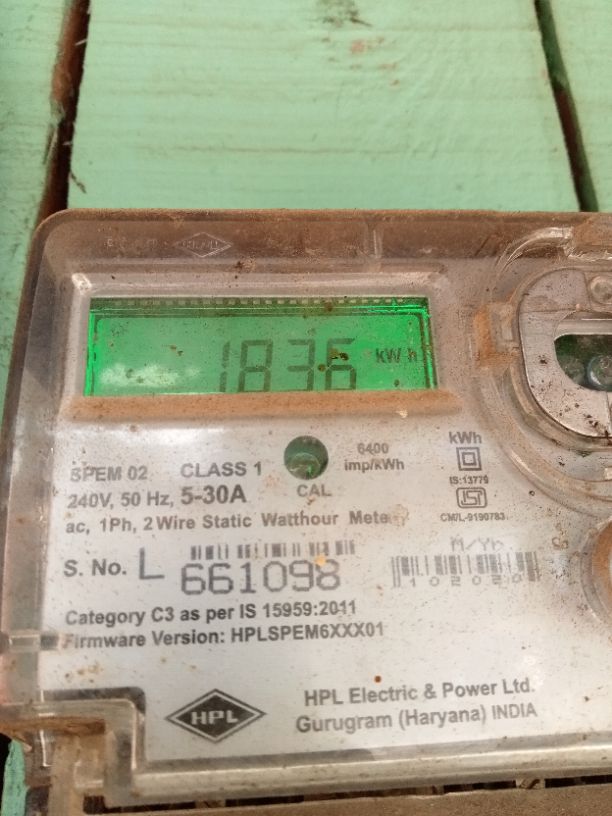 1836 kWh
SPEM 02 CLASS 1
6400 imp/kWh
kWh
IS:13779
240V, 50 Hz, 5-30A
CAL
CM/L-9190783
ac, 1Ph, 2 Wire Static Watthour Meter
M/Yr
S. No. L 661098
102020
Category C3 as per IS 15959:2011
Firmware Version: HPLSPEM6XXX01
HPL
HPL Electric & Power Ltd.
Gurugram (Haryana) INDIA